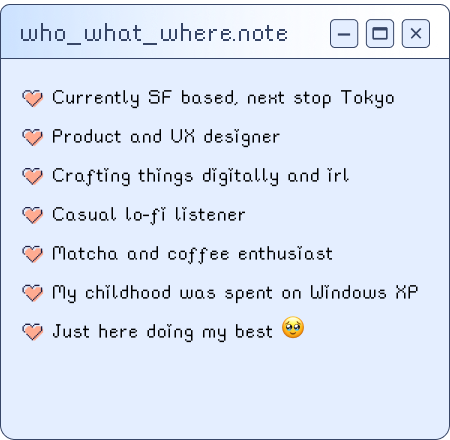 who_what_where.note
Currently SF based, next stop Tokyo
Product and UX designer
Crafting things digitally and irl
Casual lo-fi listener
Matcha and coffee enthusiast
My childhood was spent on Windows XP
Just here doing my best 🥹